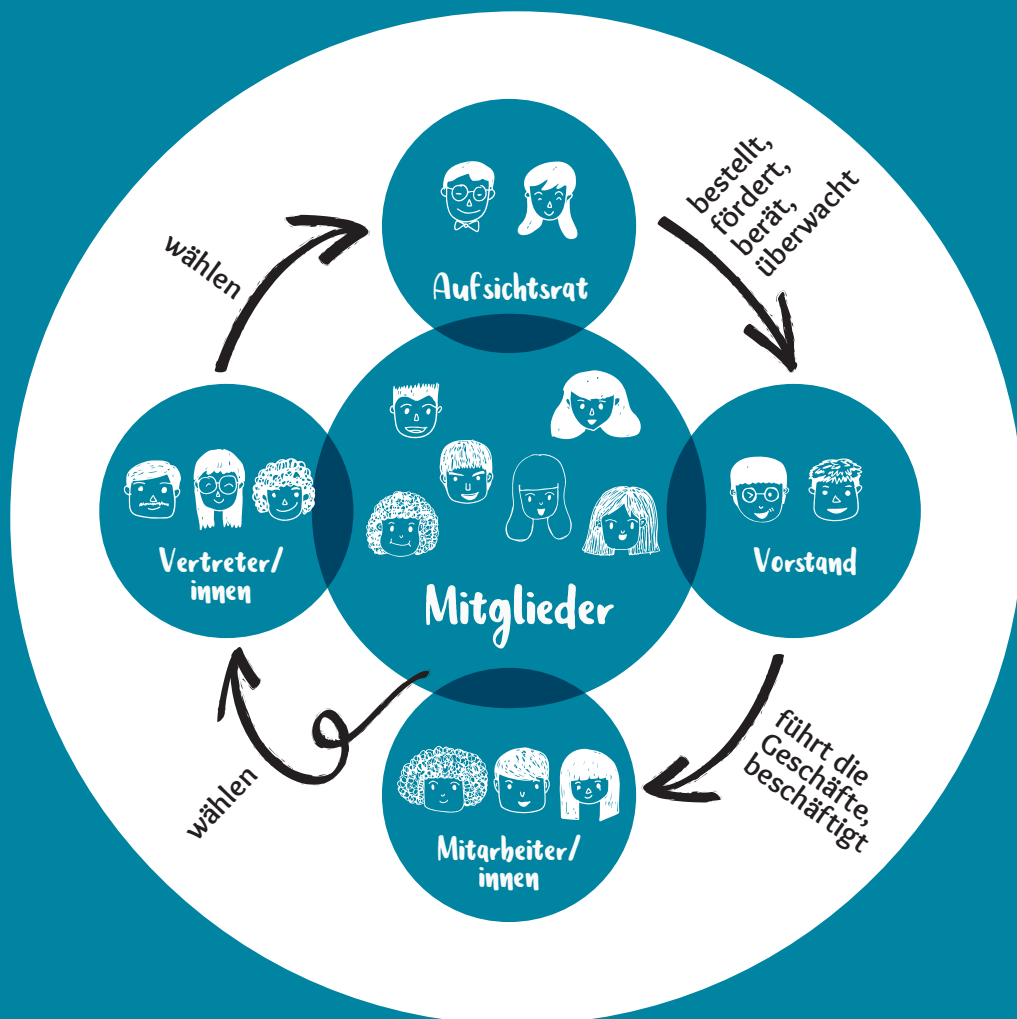 wählen
Aufsichtsrat
bestellt,
fördert,
berät,
überwacht
Vertreter/
innen
Mitglieder
Vorstand
wählen
Mitarbeiter/
innen
führt die
Geschäfte,
beschäftigt